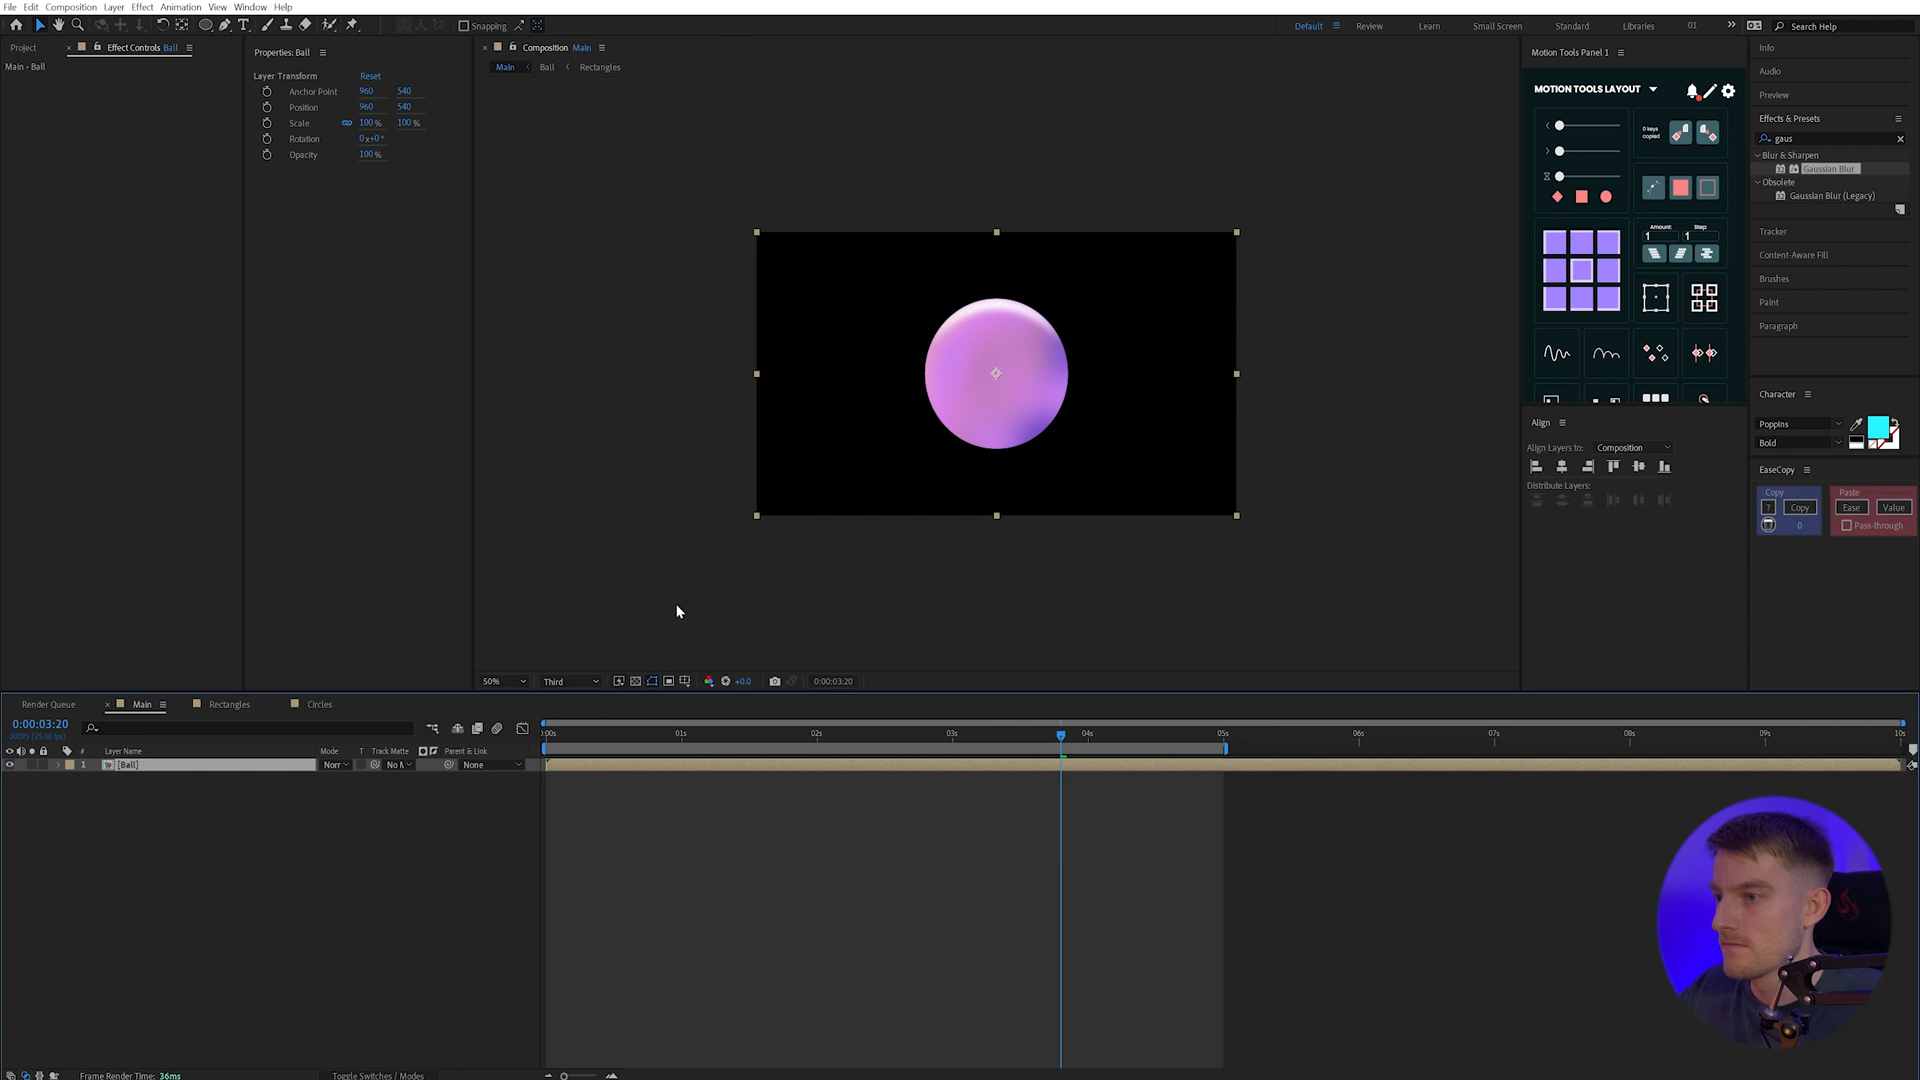 File Edit Composition Layer Effect Animation View Window Help
Snapping
Default Review Learn Small Screen Standard Libraries 01 » Search Help
Project × Effect Controls Ball
Main • Ball
Properties: Ball
Layer Transform Reset
Anchor Point 960 540
Position 960 540
Scale 100 % 100 %
Rotation 0x+0°
Opacity 100 %
× Composition Main
Main < Ball < Rectangles
50% Third +0.0 0:00:03:20
Motion Tools Panel 1
MOTION TOOLS LAYOUT
0 keys
copied
Amount: Step:
1 1
Align
Align Layers to: Composition
Distribute Layers:
Info
Audio
Preview
Effects & Presets
gaus
Blur & Sharpen
Gaussian Blur
Obsolete
Gaussian Blur (Legacy)
Tracker
Content-Aware Fill
Brushes
Paint
Paragraph
Character
Poppins
Bold
EaseCopy
Copy Paste
? Copy Ease Value
0 Pass-through
Render Queue × Main Rectangles Circles
0:00:03:20
00095 (25.00 fps)
:00s 01s 02s 03s 04s 05s 06s 07s 08s 09s 10s
# Layer Name Mode T Track Matte Parent & Link
1 [Ball] Norr No M None
Frame Render Time: 36ms Toggle Switches / Modes